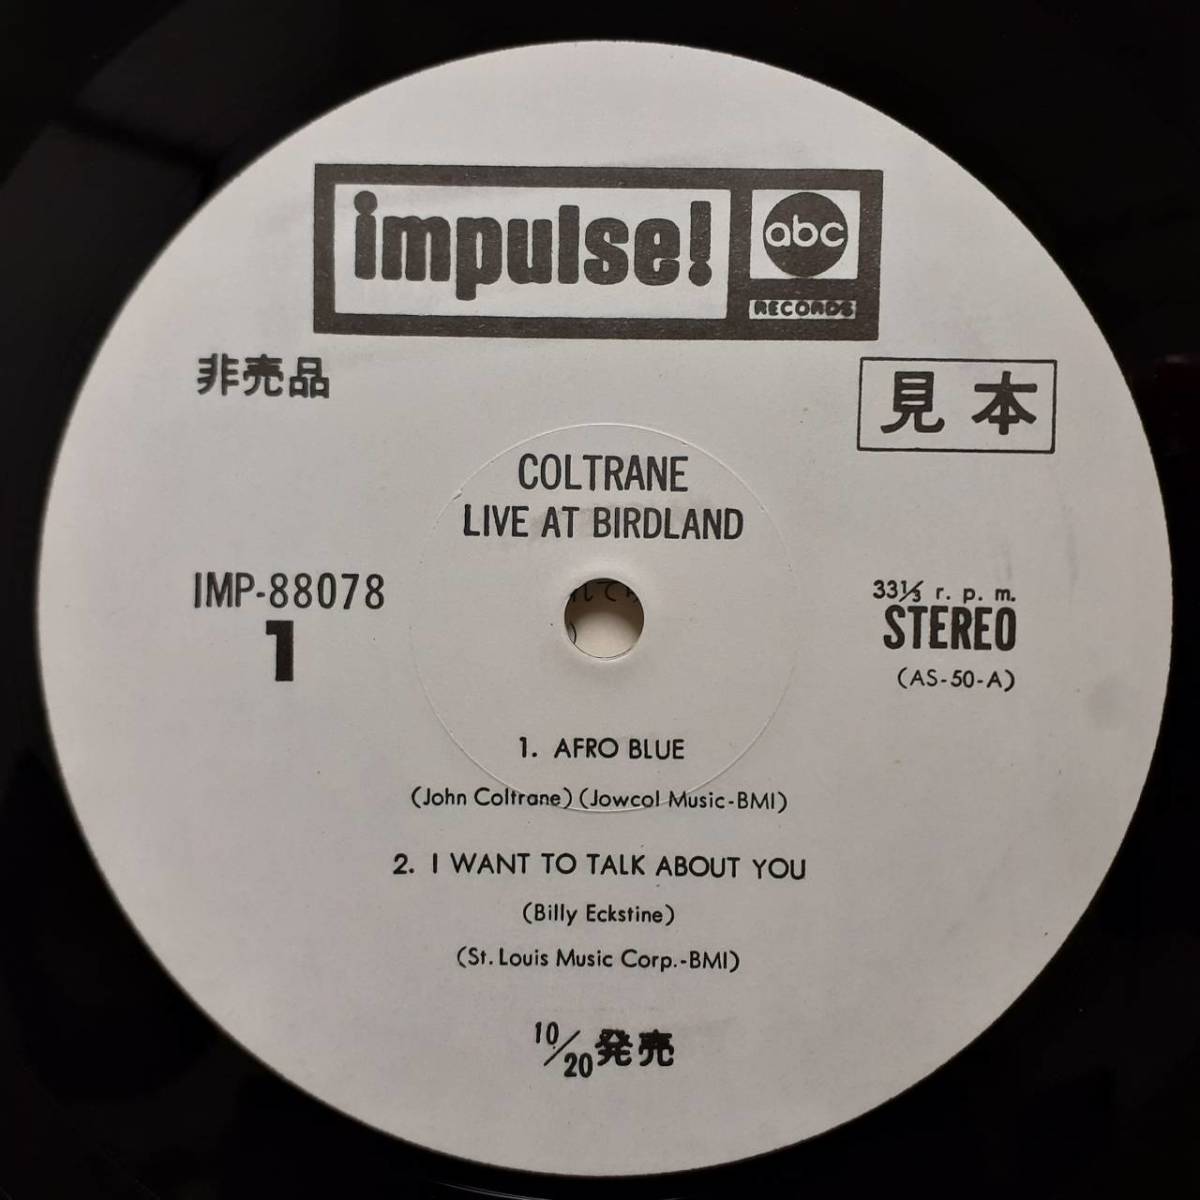 impulse!
abc
RECORDS
非売品
見本
COLTRANE
LIVE AT BIRDLAND
IMP-88078
1
33⅓ r. p. m.
STEREO
(AS-50-A)
1. AFRO BLUE
(John Coltrane) (Jowcol Music-BMI)
2. I WANT TO TALK ABOUT YOU
(Billy Eckstine)
(St. Louis Music Corp.-BMI)
10/20発売